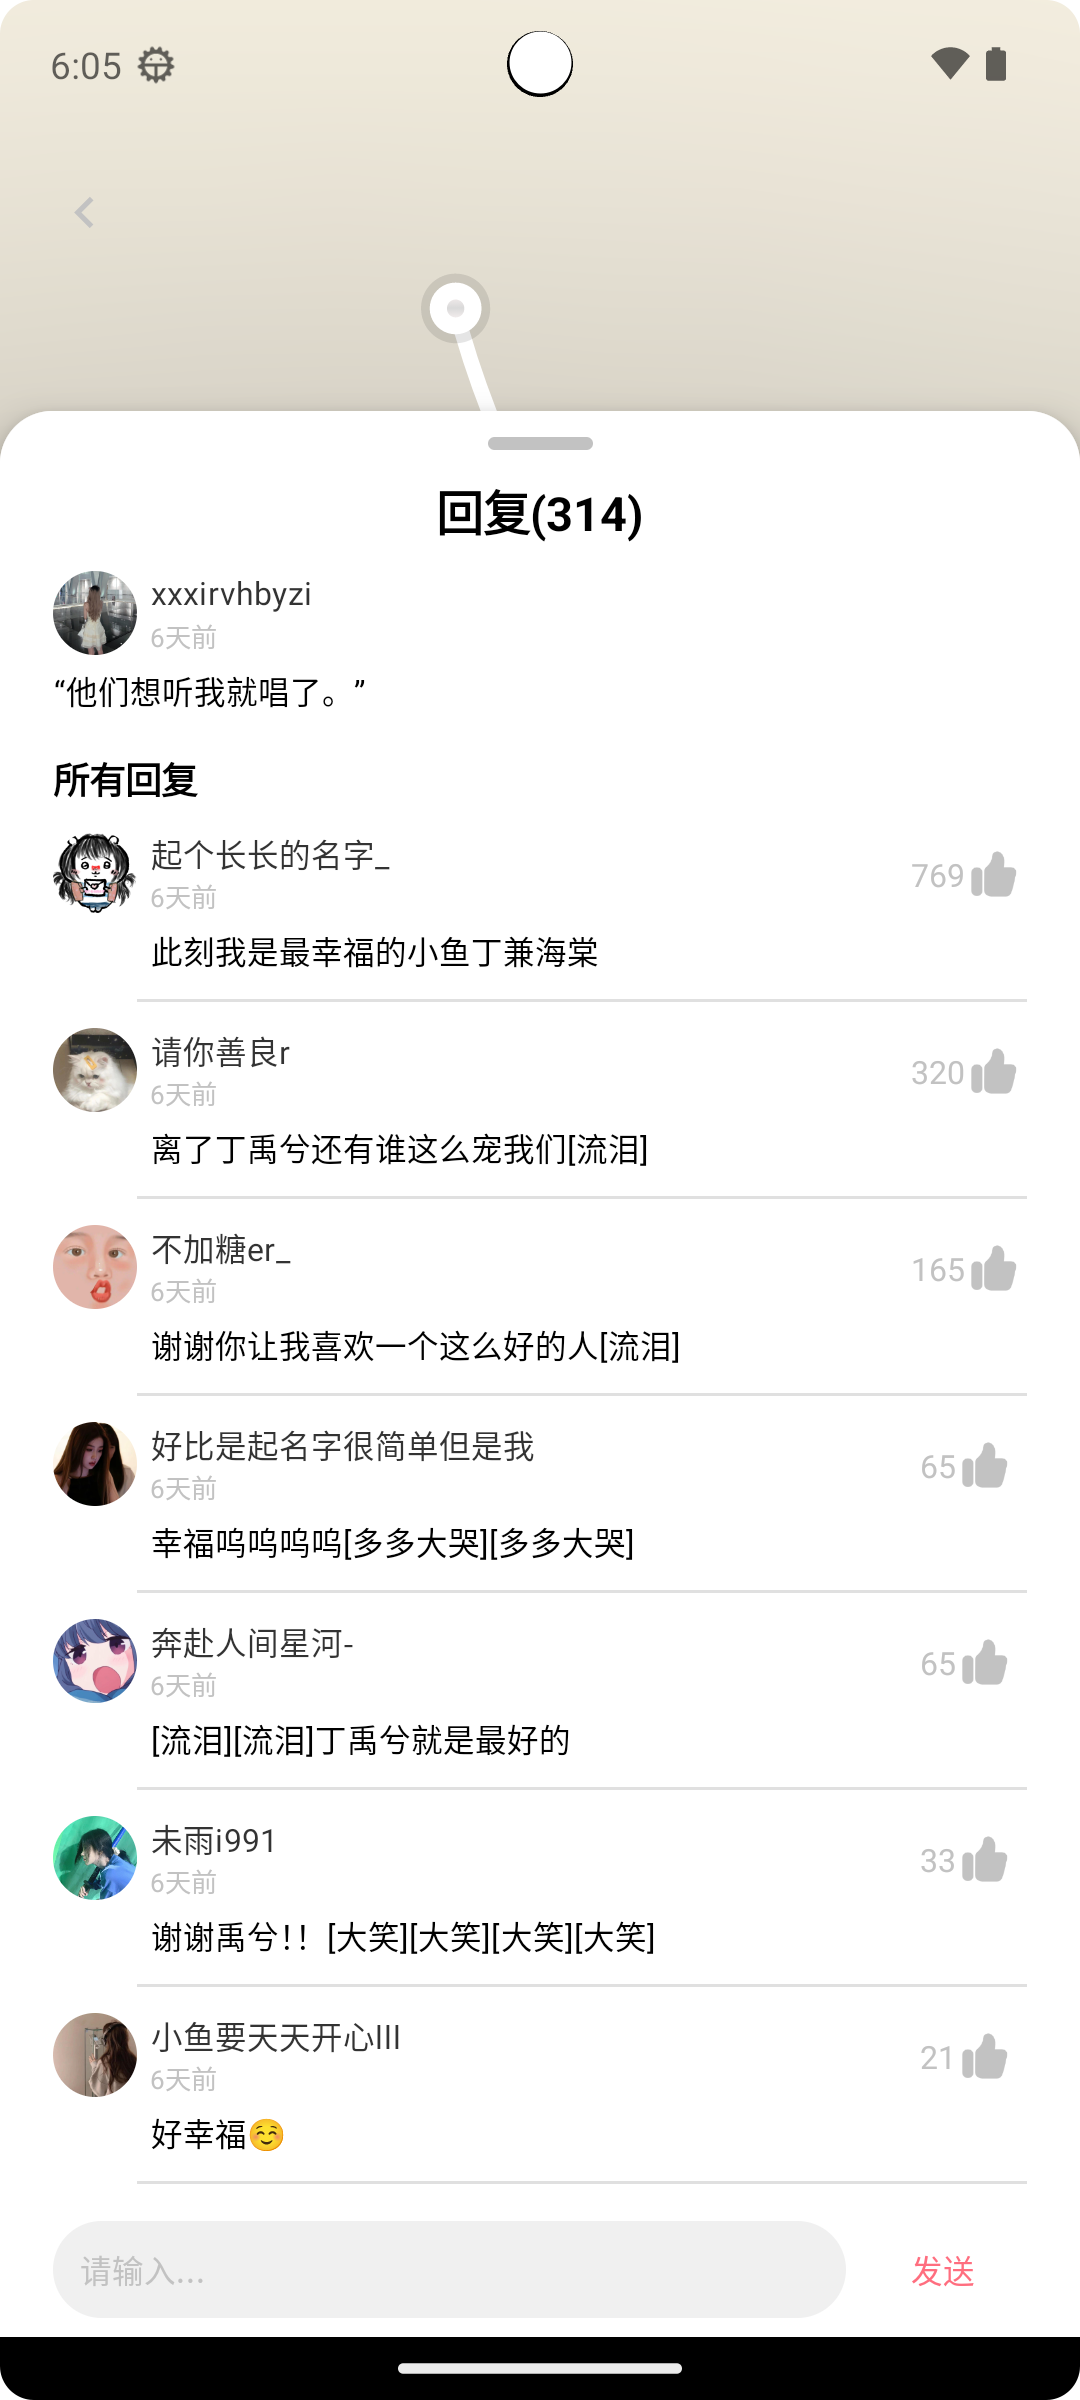 6:05
回复(314)
xxxirvhbyzi
6天前
“他们想听我就唱了。”
所有回复
起个长长的名字_
6天前
769
此刻我是最幸福的小鱼丁兼海棠
请你善良r
6天前
320
离了丁禹兮还有谁这么宠我们[流泪]
不加糖er_
6天前
165
谢谢你让我喜欢一个这么好的人[流泪]
好比是起名字很简单但是我
6天前
65
幸福呜呜呜呜[多多大哭][多多大哭]
奔赴人间星河-
6天前
65
[流泪][流泪]丁禹兮就是最好的
未雨i991
6天前
33
谢谢禹兮！！[大笑][大笑][大笑][大笑]
小鱼要天天开心lll
6天前
21
好幸福☺️
请输入...
发送